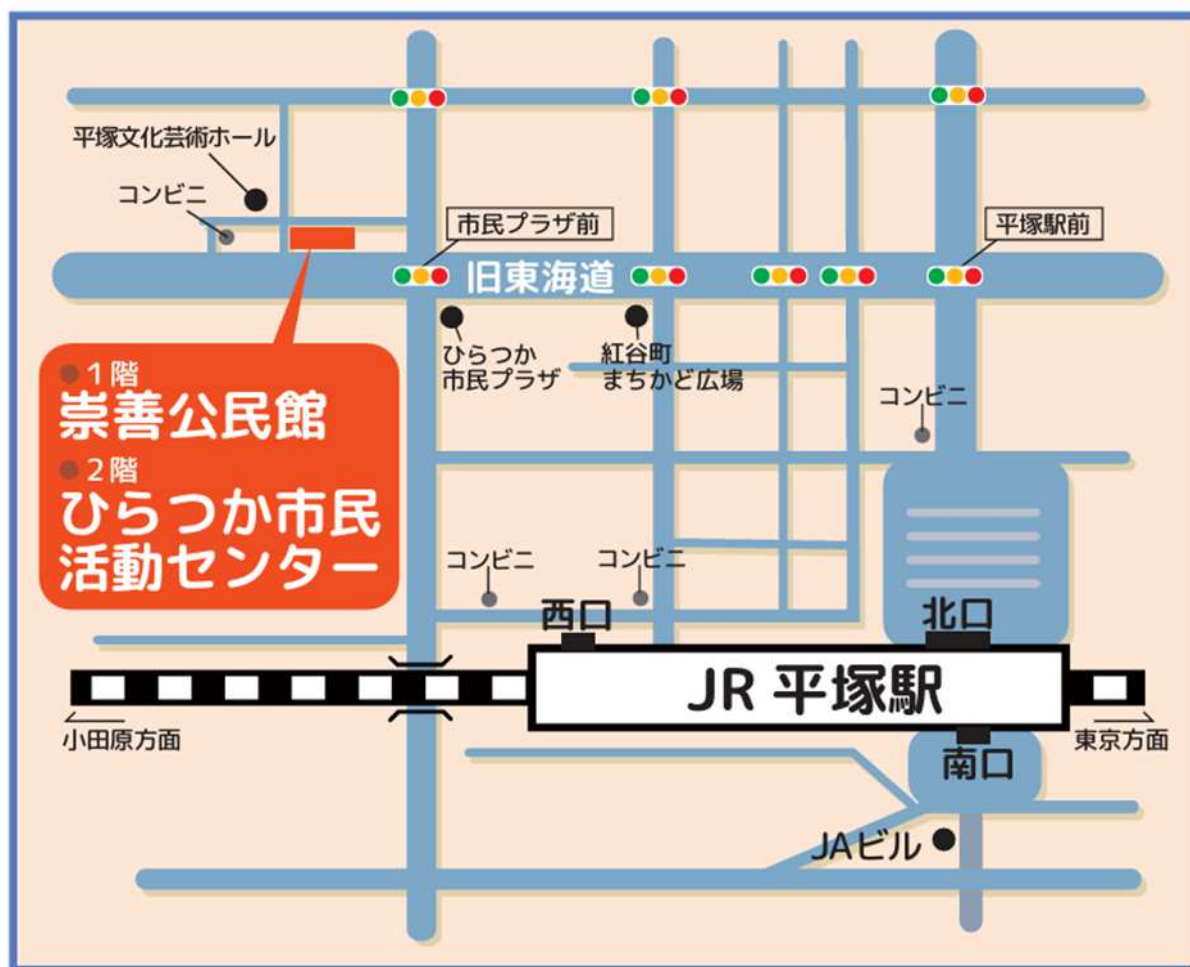 平塚文化芸術ホール
コンビニ
市民プラザ前
平塚駅前
旧東海道
ひらつか
市民プラザ
紅谷町
まちかど広場
コンビニ
●1階
崇善公民館
●2階
ひらつか市民
活動センター
コンビニ
コンビニ
西口
北口
JR 平塚駅
小田原方面
東京方面
南口
JAビル